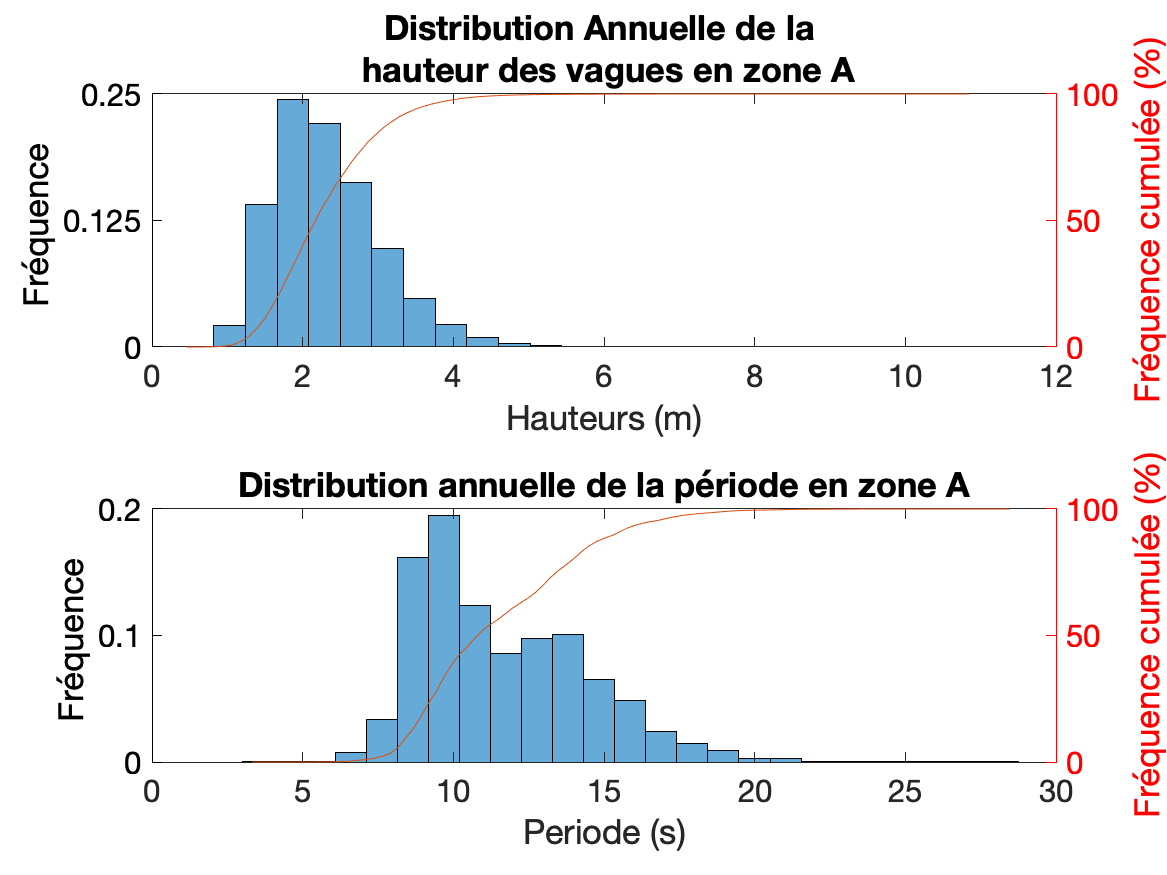 Distribution Annuelle de la
hauteur des vagues en zone A
Fréquence
0.25
0.125
0
100
50
0
Fréquence cumulée (%)
0 2 4 6 8 10 12
Hauteurs (m)
Distribution annuelle de la période en zone A
Fréquence
0.2
0.1
0
100
50
0
Fréquence cumulée (%)
0 5 10 15 20 25 30
Periode (s)